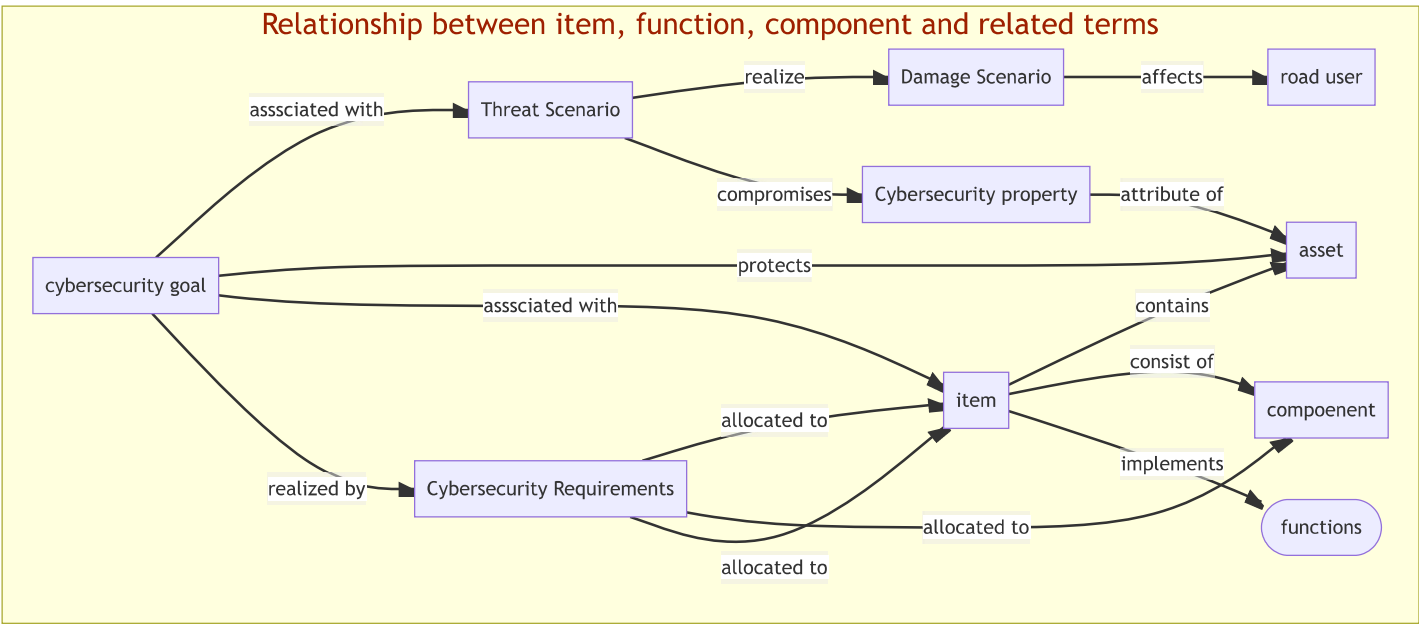 Relationship between item, function, component and related terms
realize
Damage Scenario
affects
road user
asssciated with
Threat Scenario
compromises
Cybersecurity property
attribute of
asset
protects
cybersecurity goal
asssciated with
contains
consist of
item
compoenent
allocated to
implements
realized by
Cybersecurity Requirements
allocated to
functions
allocated to